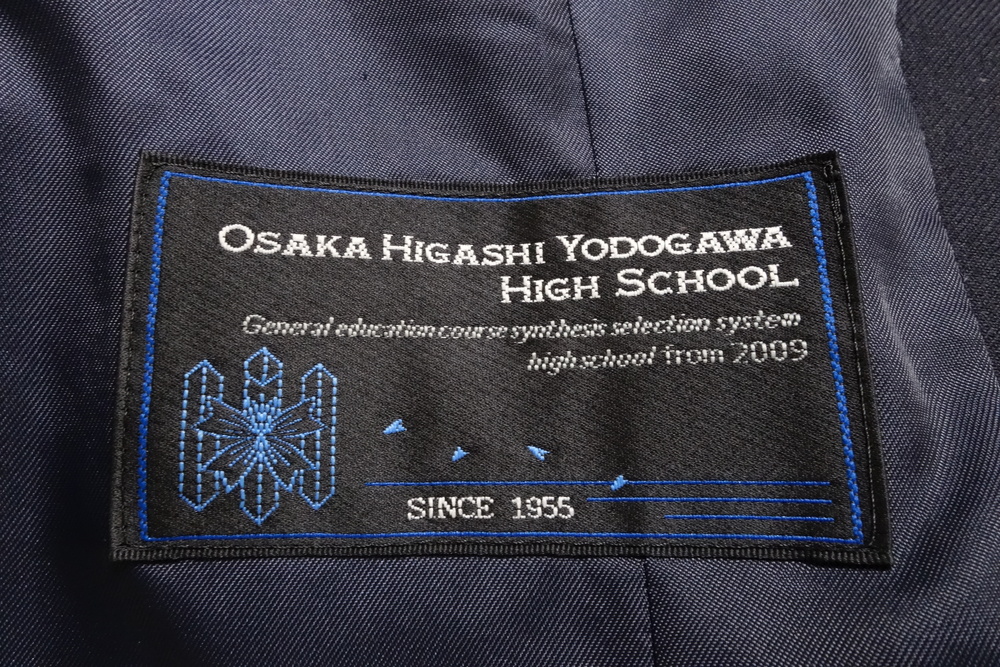 OSAKA HIGASHI YODOGAWA
HIGH SCHOOL
General education course synthesis selection system
high school from 2009
SINCE 1955